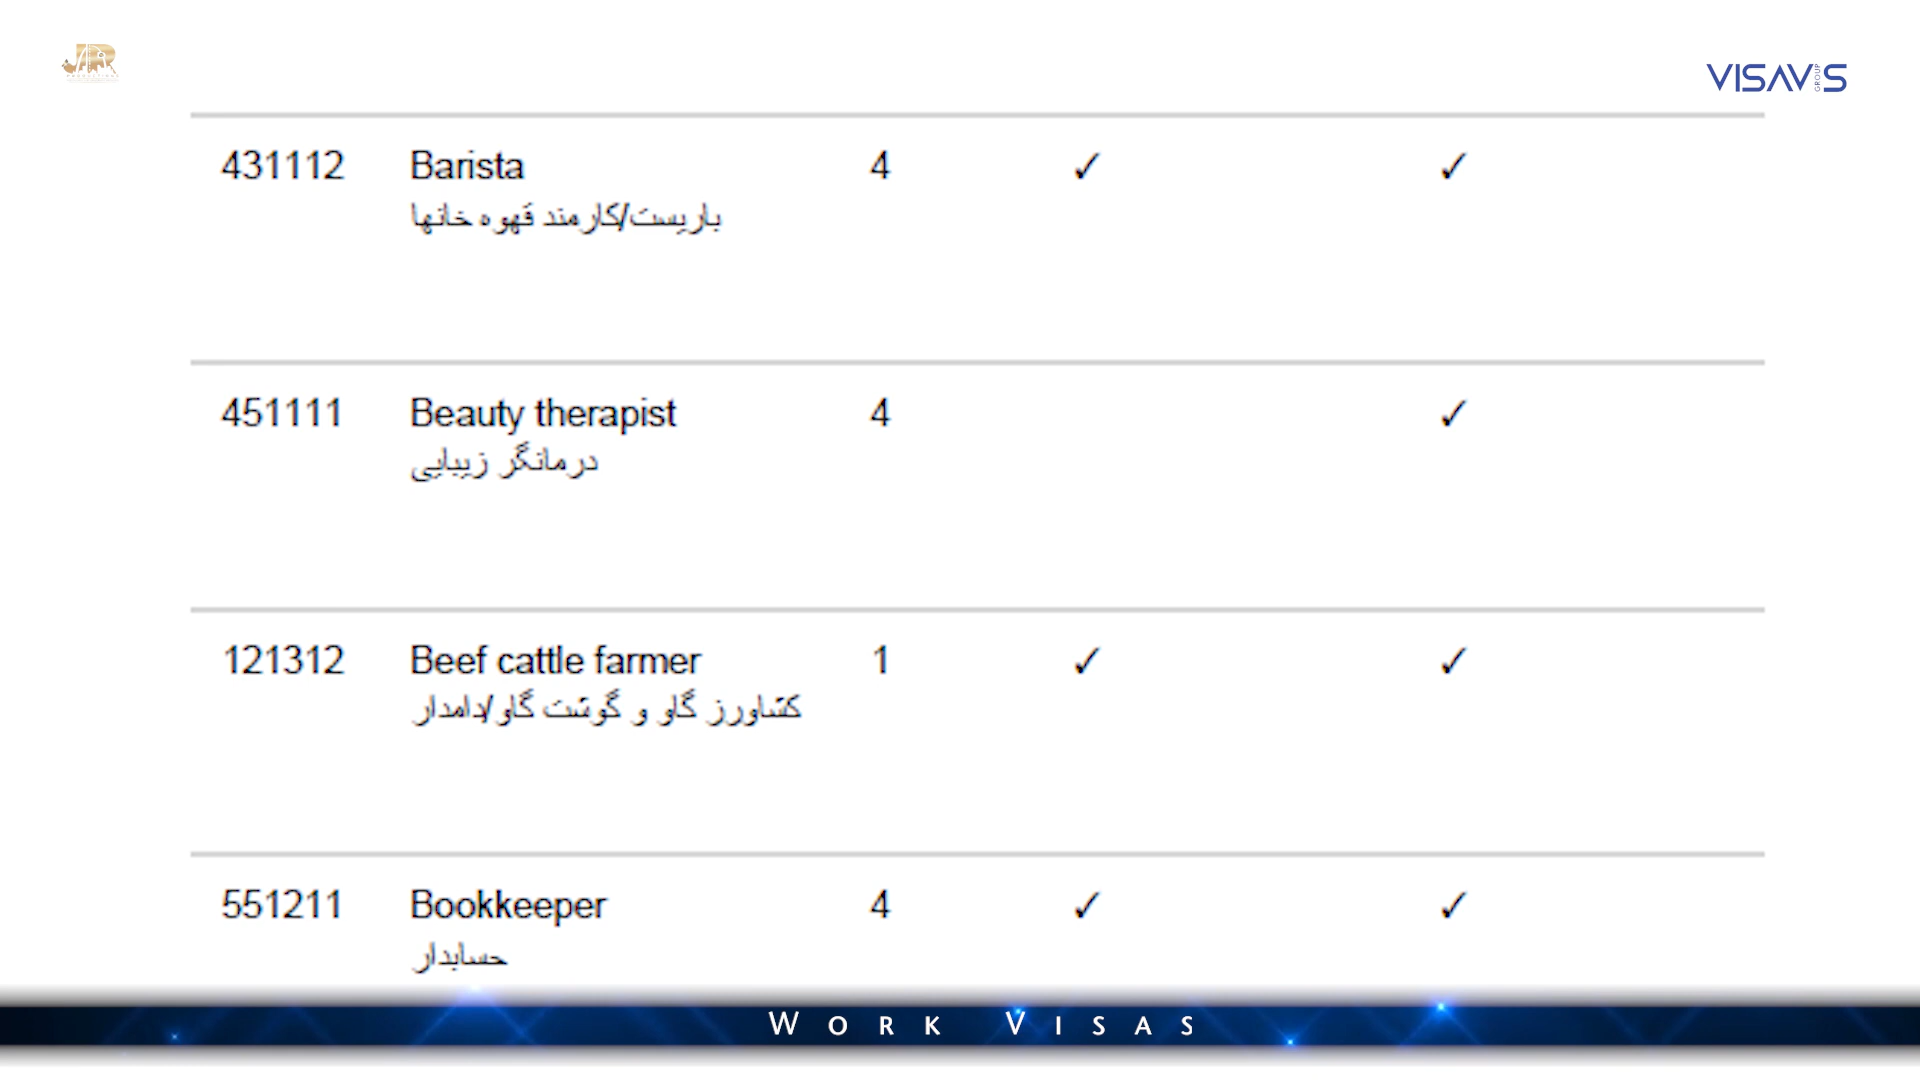 VISAVIS GROUP
431112 Barista 4 ✓ ✓
باریست/کارمند قهوه خانها
451111 Beauty therapist 4 ✓
درمانگر زیبایی
121312 Beef cattle farmer 1 ✓ ✓
کشاورز گاو و گوشت گاو/دامدار
551211 Bookkeeper 4 ✓ ✓
حسابدار
WORK VISAS